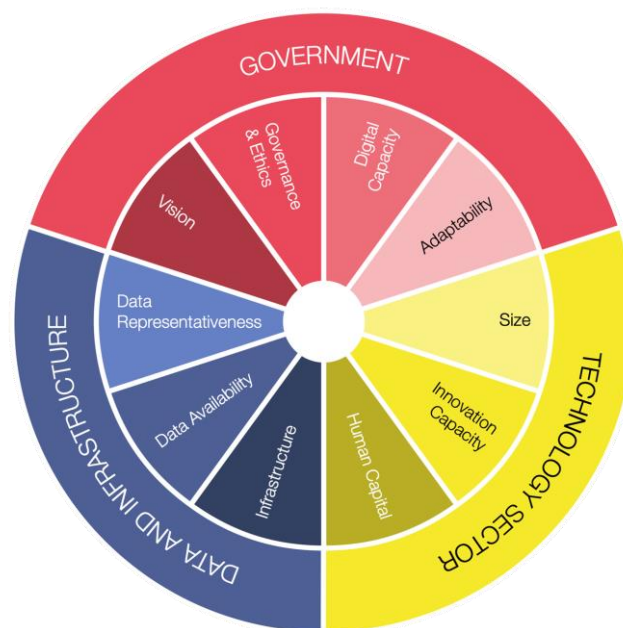 GOVERNMENT
Vision
Governance
& Ethics
Digital
Capacity
Adaptability
Data
Representativeness
Size
Data Availability
Innovation
Capacity
Infrastructure
Human Capital
DATA AND INFRASTRUCTURE
TECHNOLOGY SECTOR